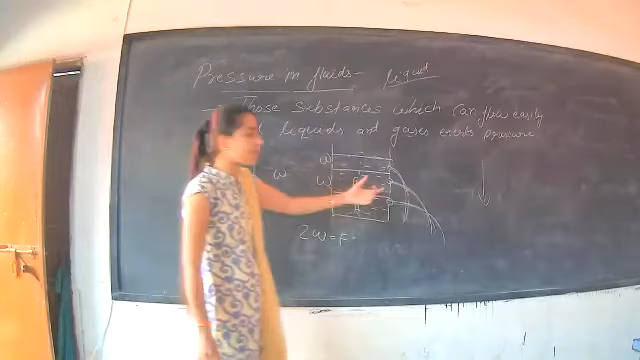 Pressure in fluids - liquid
Those substances which can flow easily
liquids and gases exerts pressure
w
w
w
2w = F